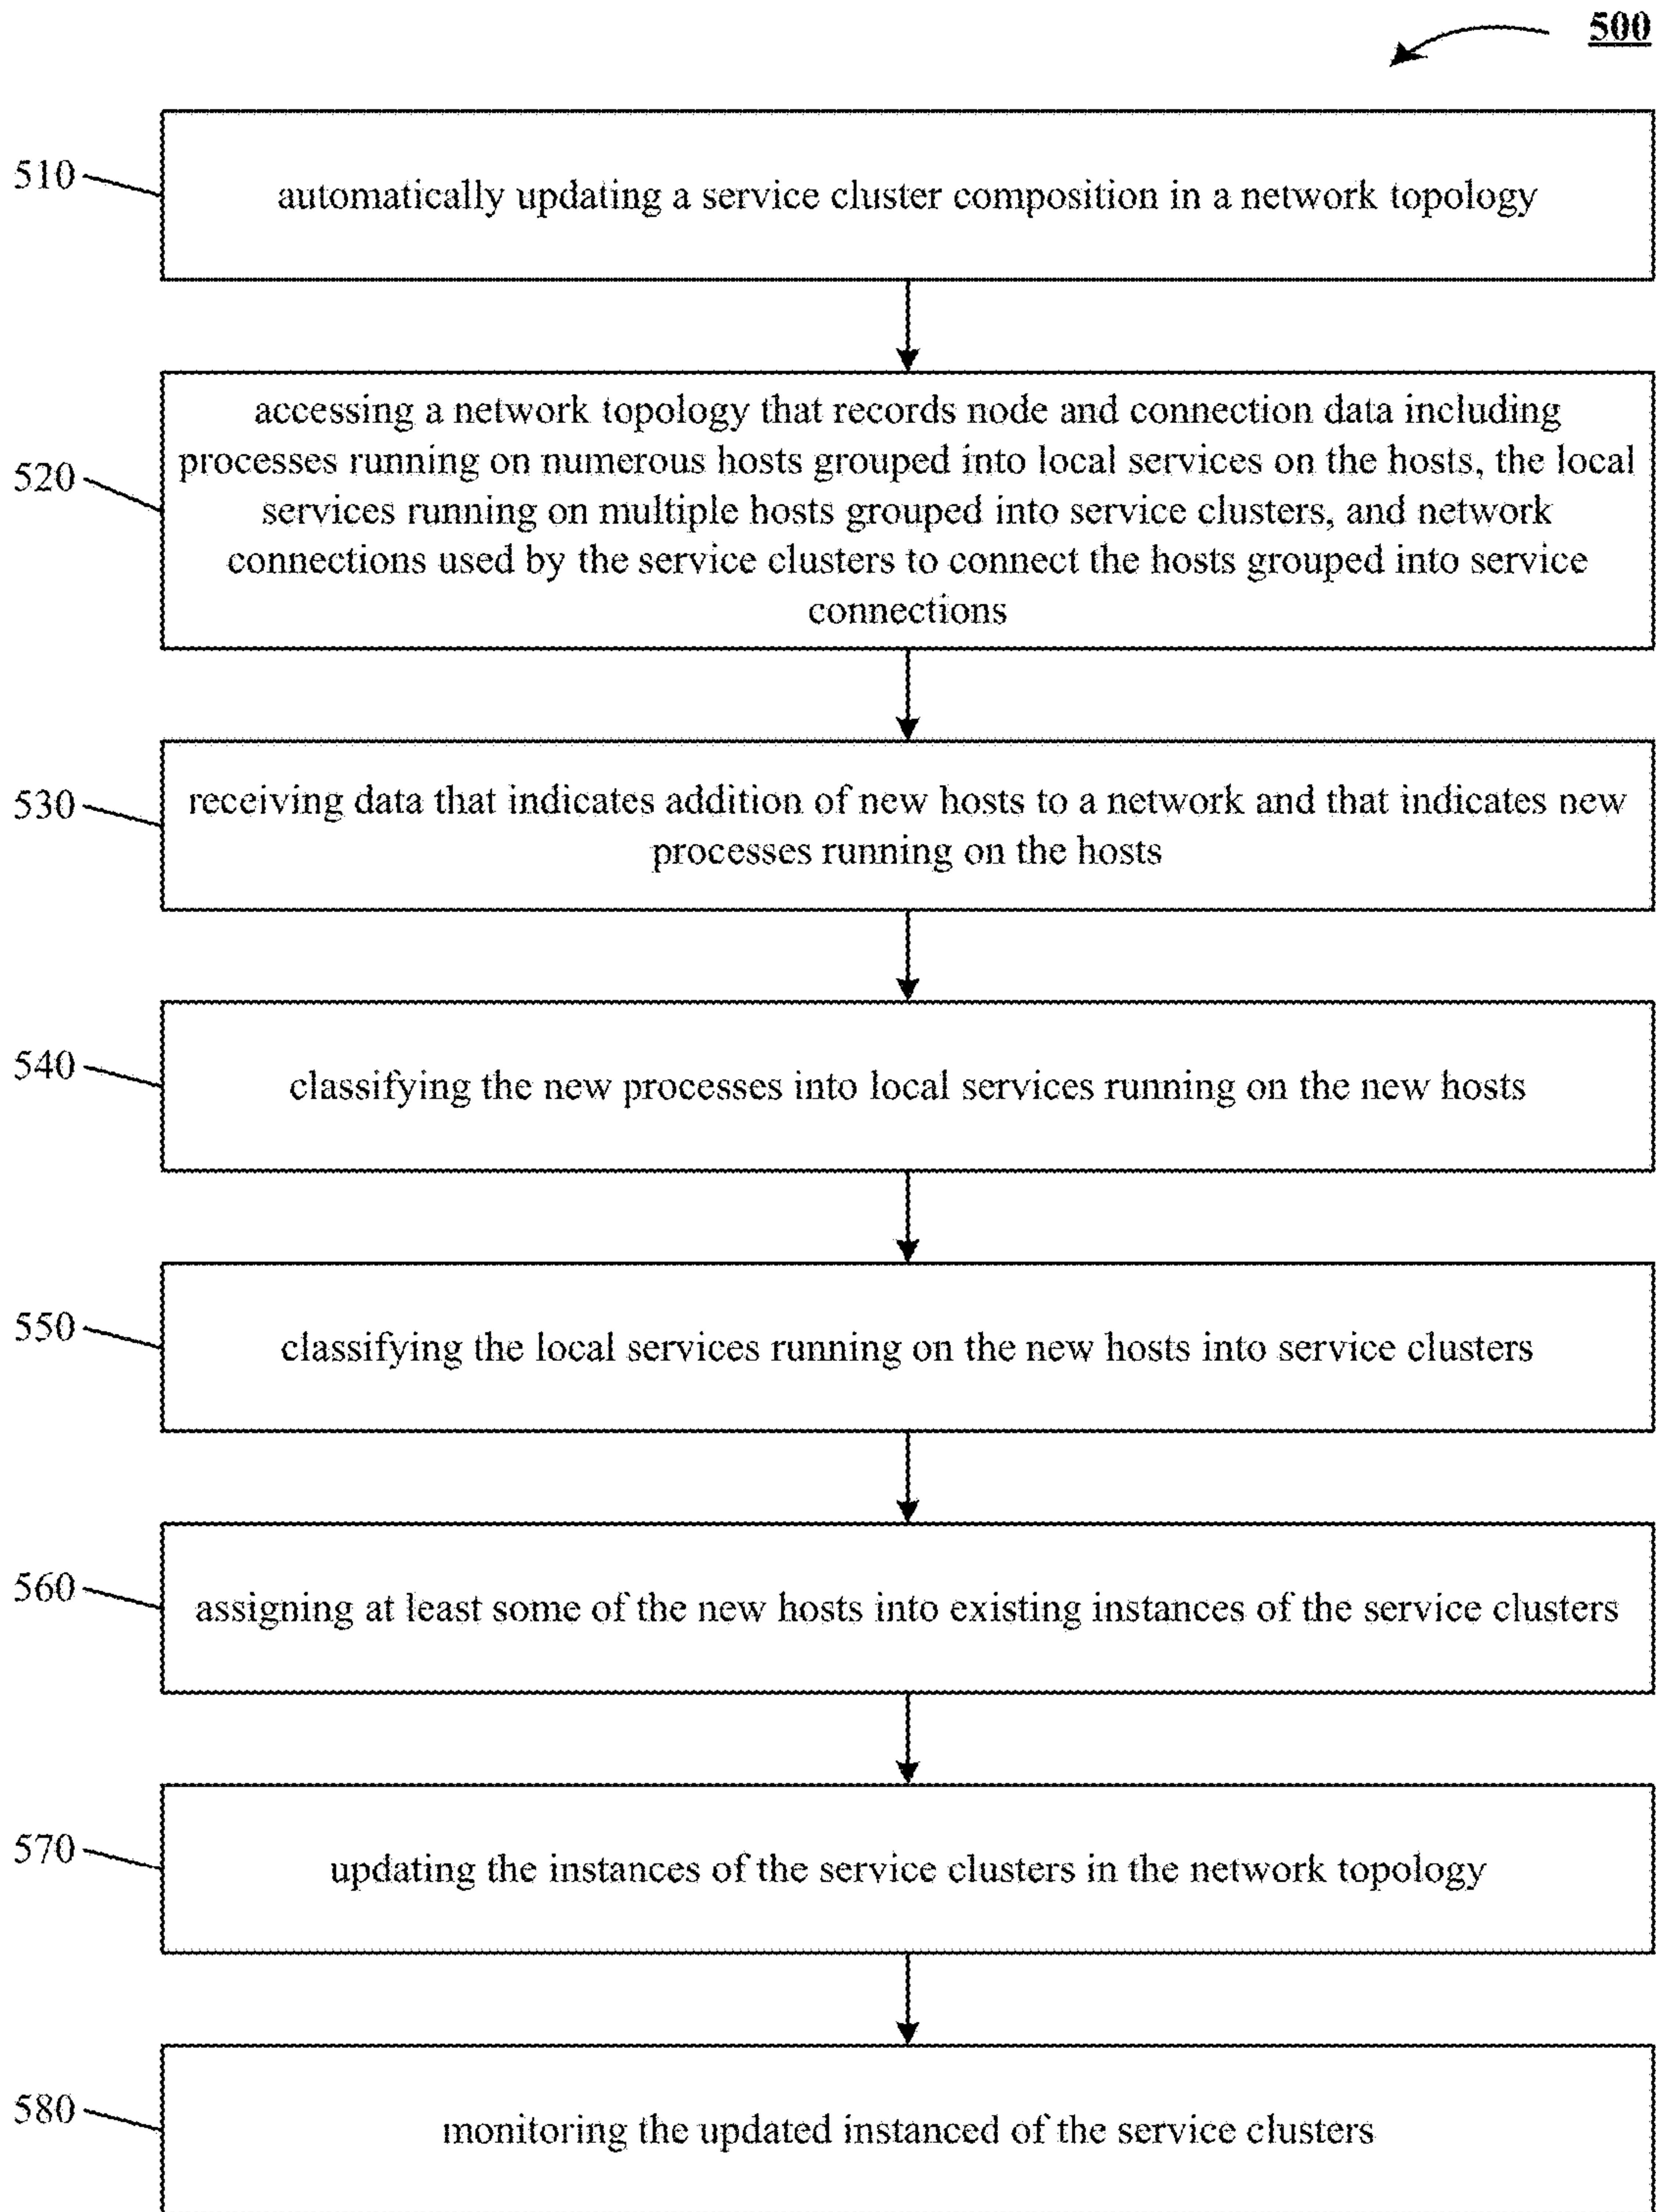 500
510
automatically updating a service cluster composition in a network topology
accessing a network topology that records node and connection data including
processes running on numerous hosts grouped into local services on the hosts, the local
520
services running on multiple hosts grouped into service clusters, and network
connections used by the service clusters to connect the hosts grouped into service
connections
530
receiving data that indicates addition of new hosts to a network and that indicates new
processes running on the hosts
540
classifying the new processes into local services running on the new hosts
550
classifying the local services running on the new hosts into service clusters
560
assigning at least some of the new hosts into existing instances of the service clusters
570
updating the instances of the service clusters in the network topology
580
monitoring the updated instanced of the service clusters